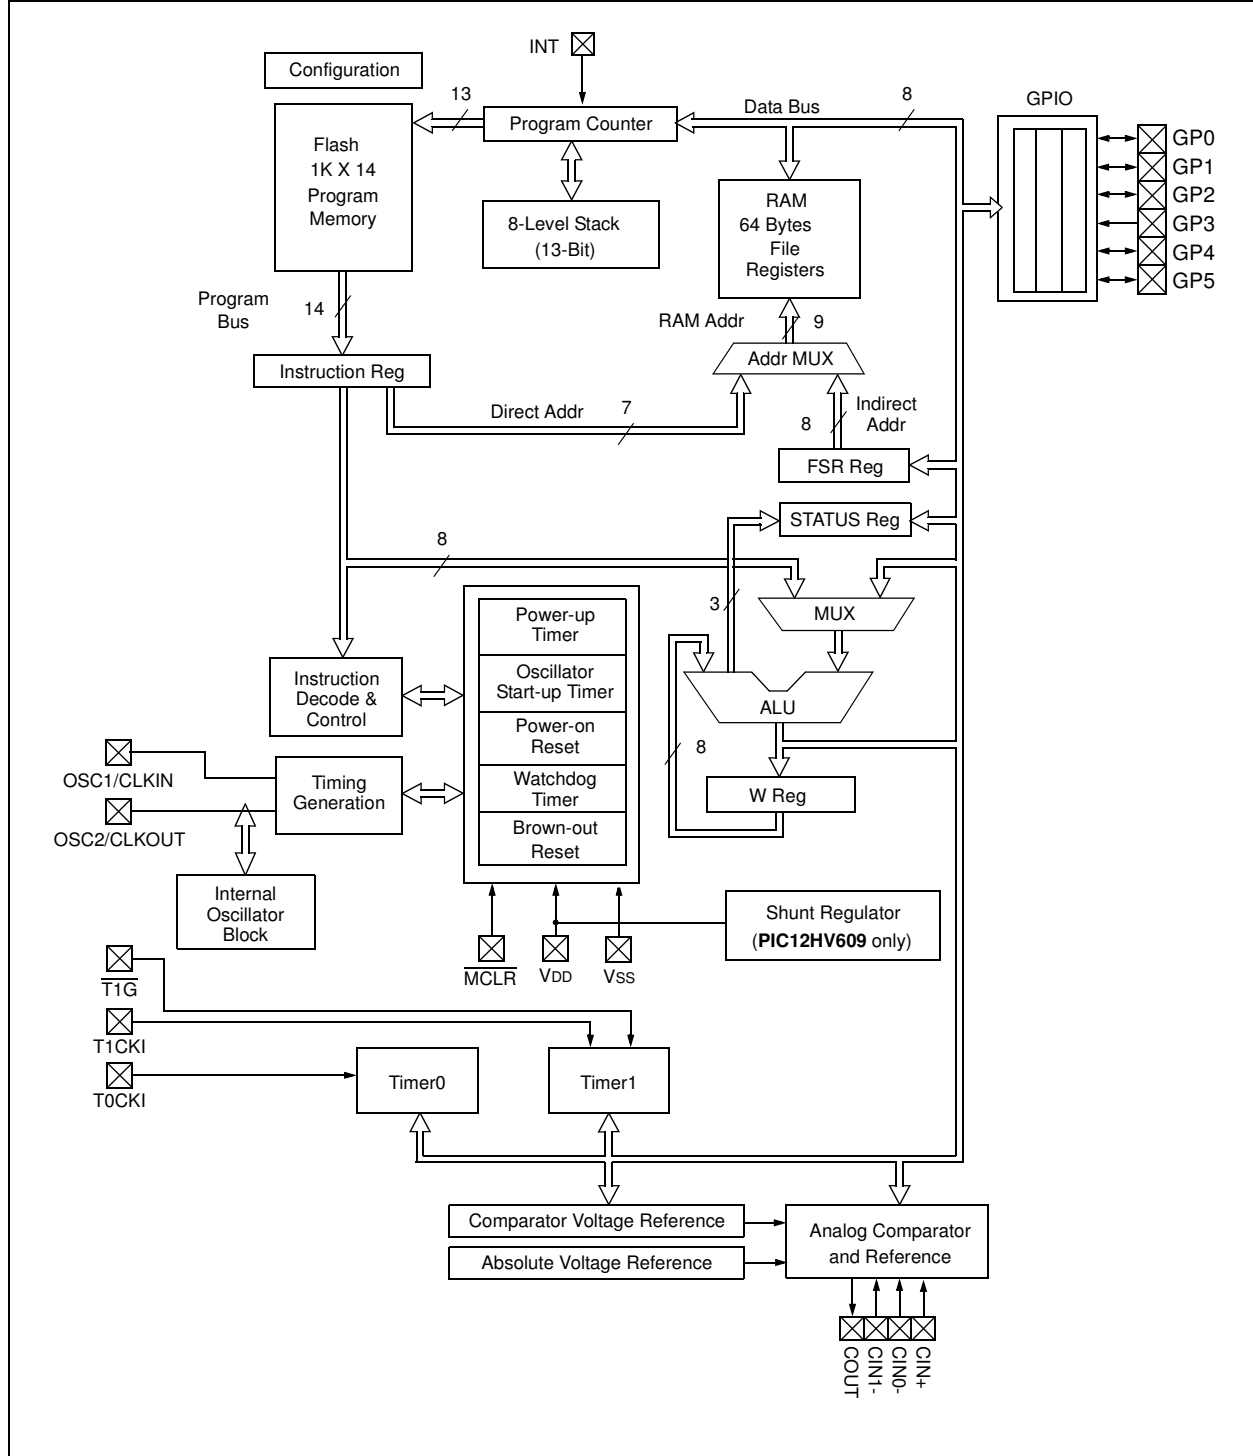 INT
Configuration
13
Program Counter
Data Bus
8
GPIO
Flash
1K X 14
Program
Memory
8-Level Stack
(13-Bit)
RAM
64 Bytes
File
Registers
GP0
GP1
GP2
GP3
GP4
GP5
Program
Bus
14
RAM Addr
9
Addr MUX
Instruction Reg
Direct Addr
7
Indirect
Addr
8
FSR Reg
STATUS Reg
8
3
MUX
Power-up
Timer
Oscillator
Start-up Timer
Power-on
Reset
Watchdog
Timer
Brown-out
Reset
Instruction
Decode &
Control
ALU
8
W Reg
OSC1/CLKIN
Timing
Generation
OSC2/CLKOUT
Internal
Oscillator
Block
Shunt Regulator
(PIC12HV609 only)
MCLR
VDD
VSS
T1G
T1CKI
T0CKI
Timer0
Timer1
Comparator Voltage Reference
Absolute Voltage Reference
Analog Comparator
and Reference
COUT
CIN1-
CIN0-
CIN+